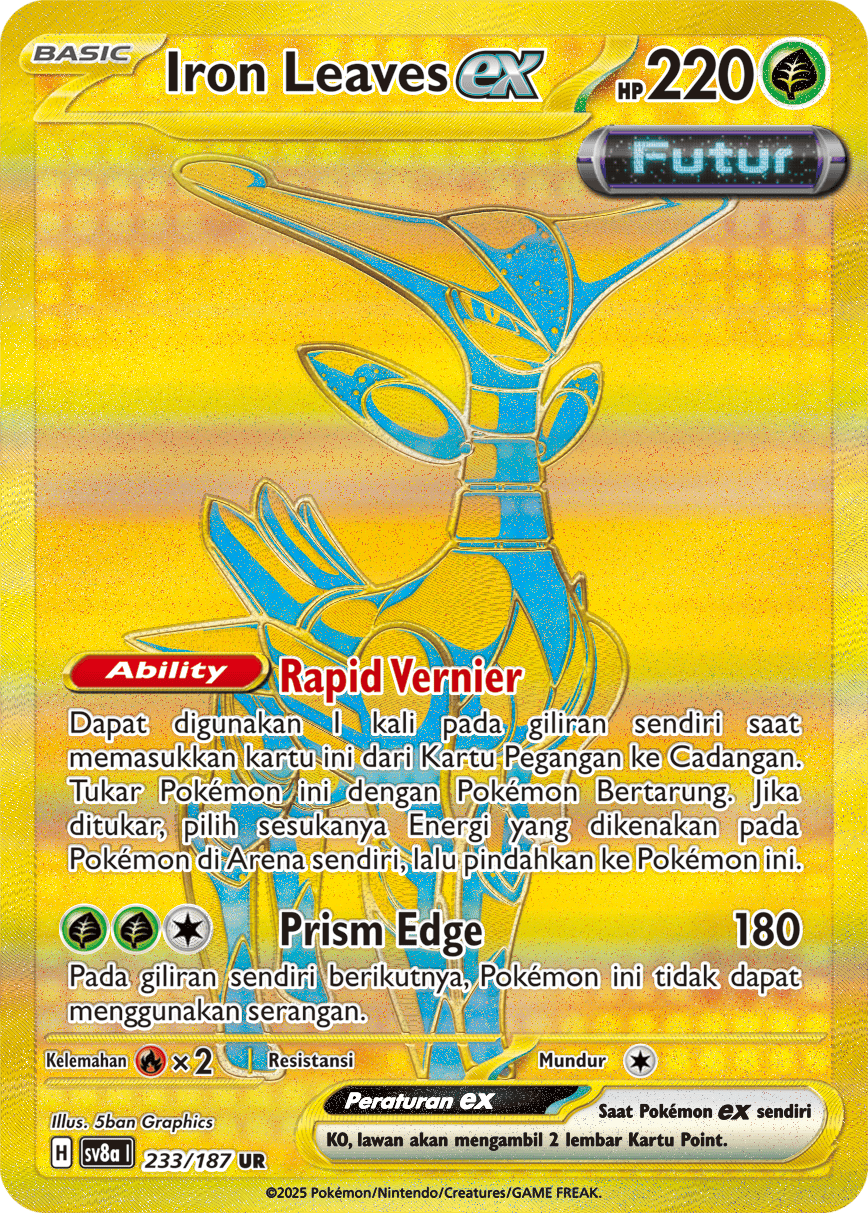 BASIC
Iron Leaves ex
HP 220
Futur
Ability Rapid Vernier
Dapat digunakan 1 kali pada giliran sendiri saat
memasukkan kartu ini dari Kartu Pegangan ke Cadangan.
Tukar Pokémon ini dengan Pokémon Bertarung. Jika
ditukar, pilih sesukanya Energi yang dikenakan pada
Pokémon di Arena sendiri, lalu pindahkan ke Pokémon ini.
Prism Edge 180
Pada giliran sendiri berikutnya, Pokémon ini tidak dapat
menggunakan serangan.
Kelemahan ×2 Resistansi Mundur
Peraturan ex Saat Pokémon ex sendiri
KO, lawan akan mengambil 2 lembar Kartu Point.
Illus. 5ban Graphics
H sv8a I 233/187 UR
©2025 Pokémon/Nintendo/Creatures/GAME FREAK.